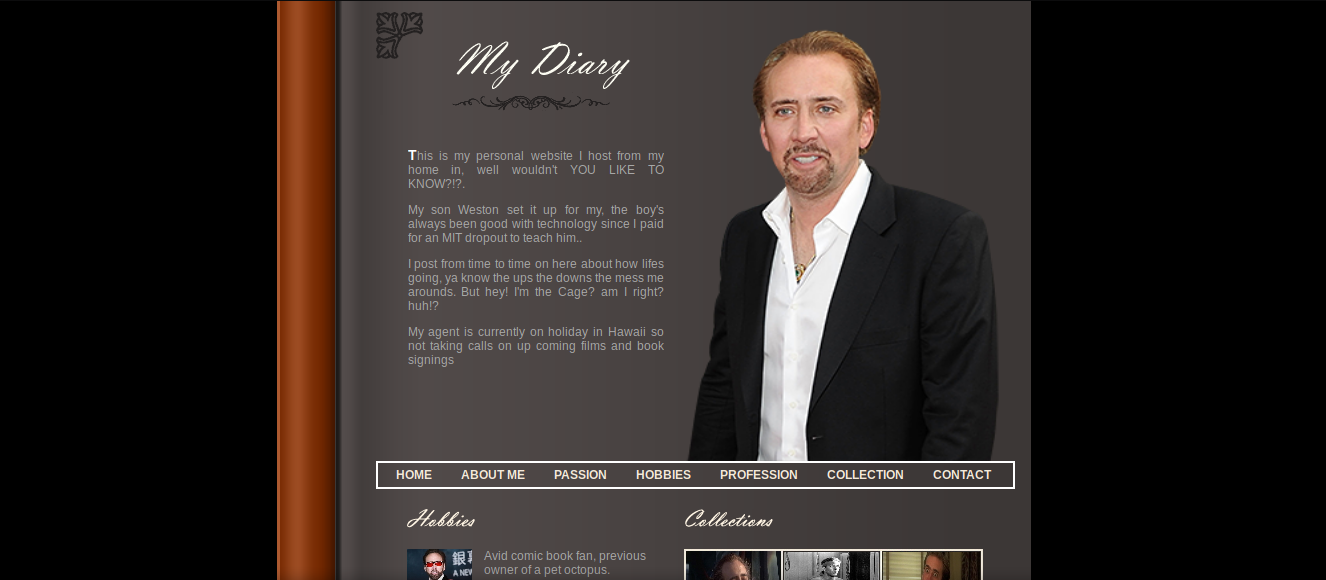 My Diary
This is my personal website I host from my
home in, well wouldn't YOU LIKE TO
KNOW?!?.
My son Weston set it up for my, the boy's
always been good with technology since I paid
for an MIT dropout to teach him..
I post from time to time on here about how lifes
going, ya know the ups the downs the mess me
arounds. But hey! I'm the Cage? am I right?
huh!?
My agent is currently on holiday in Hawaii so
not taking calls on up coming films and book
signings
HOME ABOUT ME PASSION HOBBIES PROFESSION COLLECTION CONTACT
Hobbies
Collections
銀
A NEW
Avid comic book fan, previous
owner of a pet octopus.